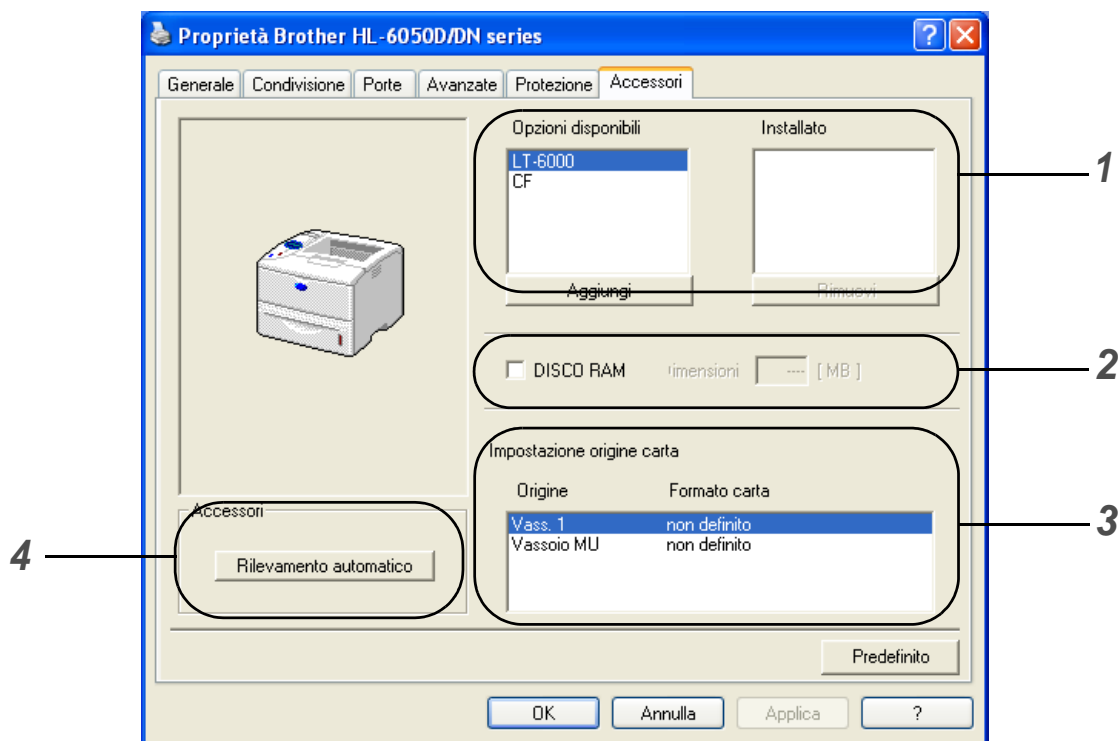 Proprietà Brother HL-6050D/DN series
?
Generale Condivisione Porte Avanzate Protezione Accessori
Opzioni disponibili Installato
LT-6000
CF
1
Aggiungi Rimuovi
DISCO RAM imensioni ---- [ MB ]
2
Impostazione origine carta
Origine Formato carta
Vass. 1 non definito
Vassoio MU non definito
3
Accessori
Rilevamento automatico
4
Predefinito
OK Annulla Applica ?